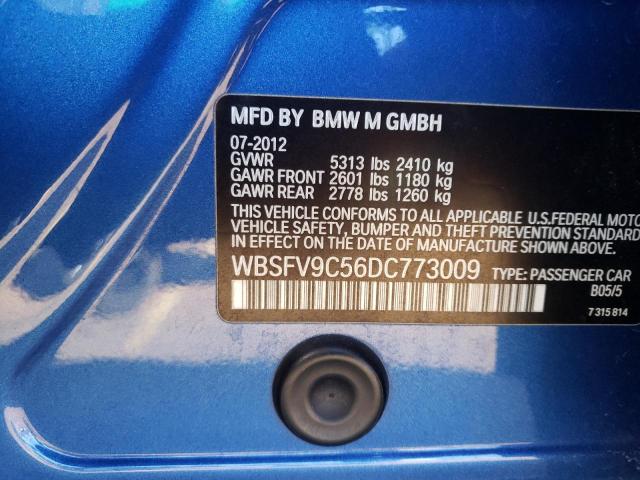 MFD BY BMW M GMBH
07-2012
GVWR 5313 lbs 2410 kg
GAWR FRONT 2601 lbs 1180 kg
GAWR REAR 2778 lbs 1260 kg
THIS VEHICLE CONFORMS TO ALL APPLICABLE U.S.FEDERAL MOTO
VEHICLE SAFETY, BUMPER AND THEFT PREVENTION STANDARD
IN EFFECT ON THE DATE OF MANUFACTURE SHOWN ABOVE.
WBSFV9C56DC773009 TYPE: PASSENGER CAR
B05/5
7 315 814